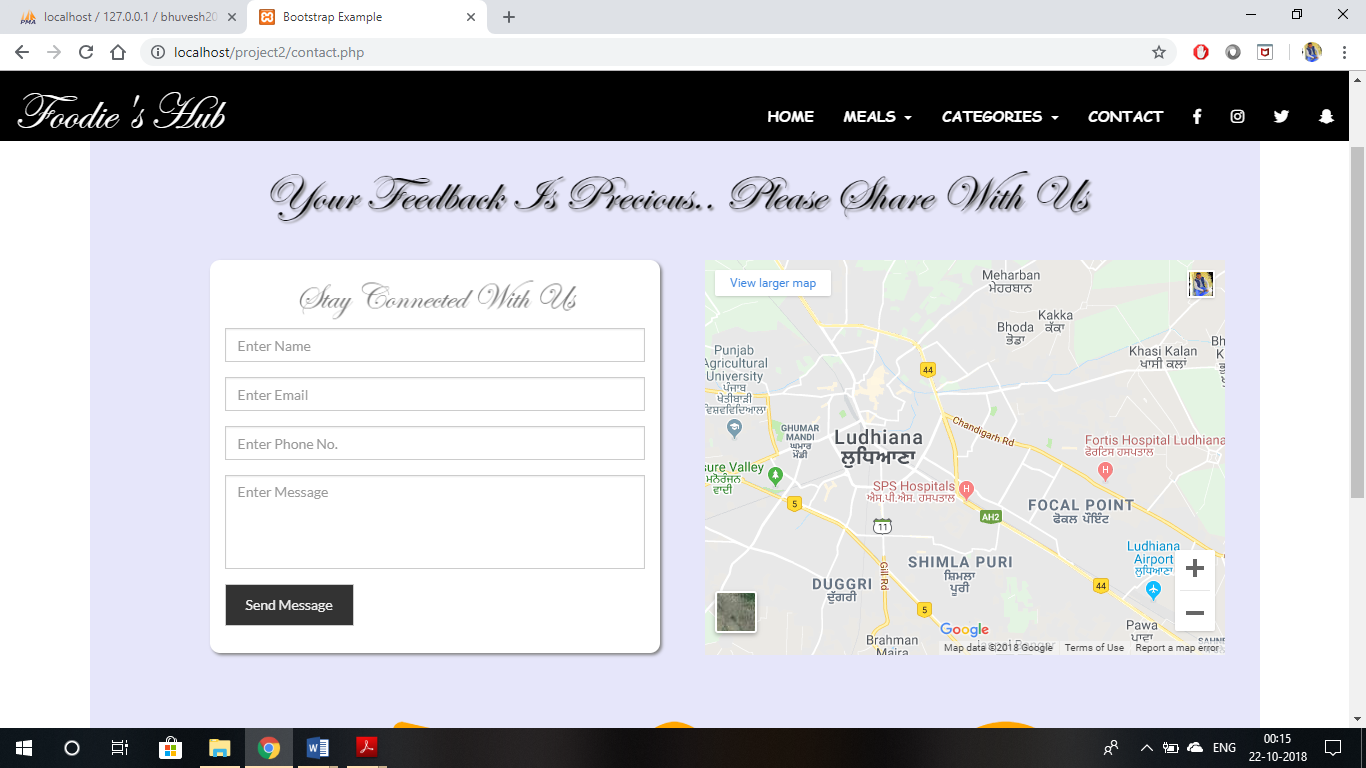 localhost / 127.0.0.1 / bhuvesh20
Bootstrap Example
localhost/project2/contact.php
Foodie's Hub
HOME MEALS CATEGORIES CONTACT
Your Feedback Is Precious.. Please Share With Us
Stay Connected With Us
Enter Name
Enter Email
Enter Phone No.
Enter Message
Send Message
View larger map
Meharban
ਮੇਹਰਬਾਨ
Kakka
ਕੱਕਾ
Bhoda
ਭੋਡਾ
Khasi Kalan
ਖਾਸੀ ਕਲਾਂ
Punjab
Agricultural
University
ਪੰਜਾਬ
ਖੇਤੀਬਾੜੀ
ਵਿਸ਼ਵਵਿਦਿਆਲਾ
44
Chandigarh Rd
GHUMAR
MANDI
ਘਮਾਰ
ਮੰਡੀ
Ludhiana
ਲੁਧਿਆਣਾ
Fortis Hospital Ludhiana
ਫੋਰਟਿਸ ਹਸਪਤਾਲ
sure Valley
ਮਨੋਰੰਜਨ
ਵਾਦੀ
SPS Hospitals
ਐਸ.ਪੀ.ਐਸ. ਹਸਪਤਾਲ
5
FOCAL POINT
ਫੋਕਲ ਪੌਇੰਟ
AH2
11
Ludhiana
Airport
ਲੁਧਿਆਣਾ
SHIMLA PURI
ਸ਼ਿਮਲਾ
ਪੁਰੀ
Gill Rd
DUGGRI
ਦੁੱਗਰੀ
44
5
Pawa
ਪਾਵਾ
Brahman
Majra
Google
Map data ©2018 Google Terms of Use Report a map error
ENG
00:15
22-10-2018